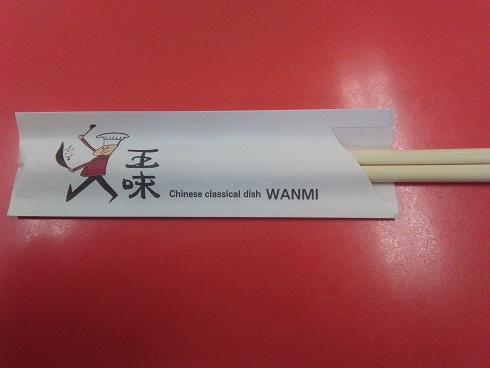 王味
Chinese classical dish WANMI